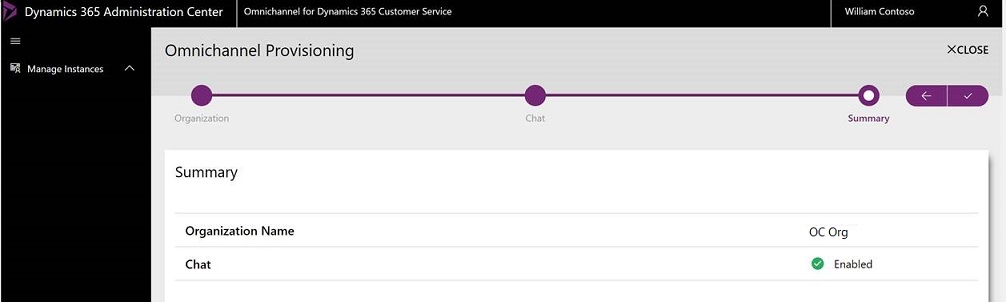 Dynamics 365 Administration Center
Omnichannel for Dynamics 365 Customer Service
William Contoso
Omnichannel Provisioning
CLOSE
Manage Instances
Organization
Chat
Summary
Summary
Organization Name
OC Org
Chat
Enabled